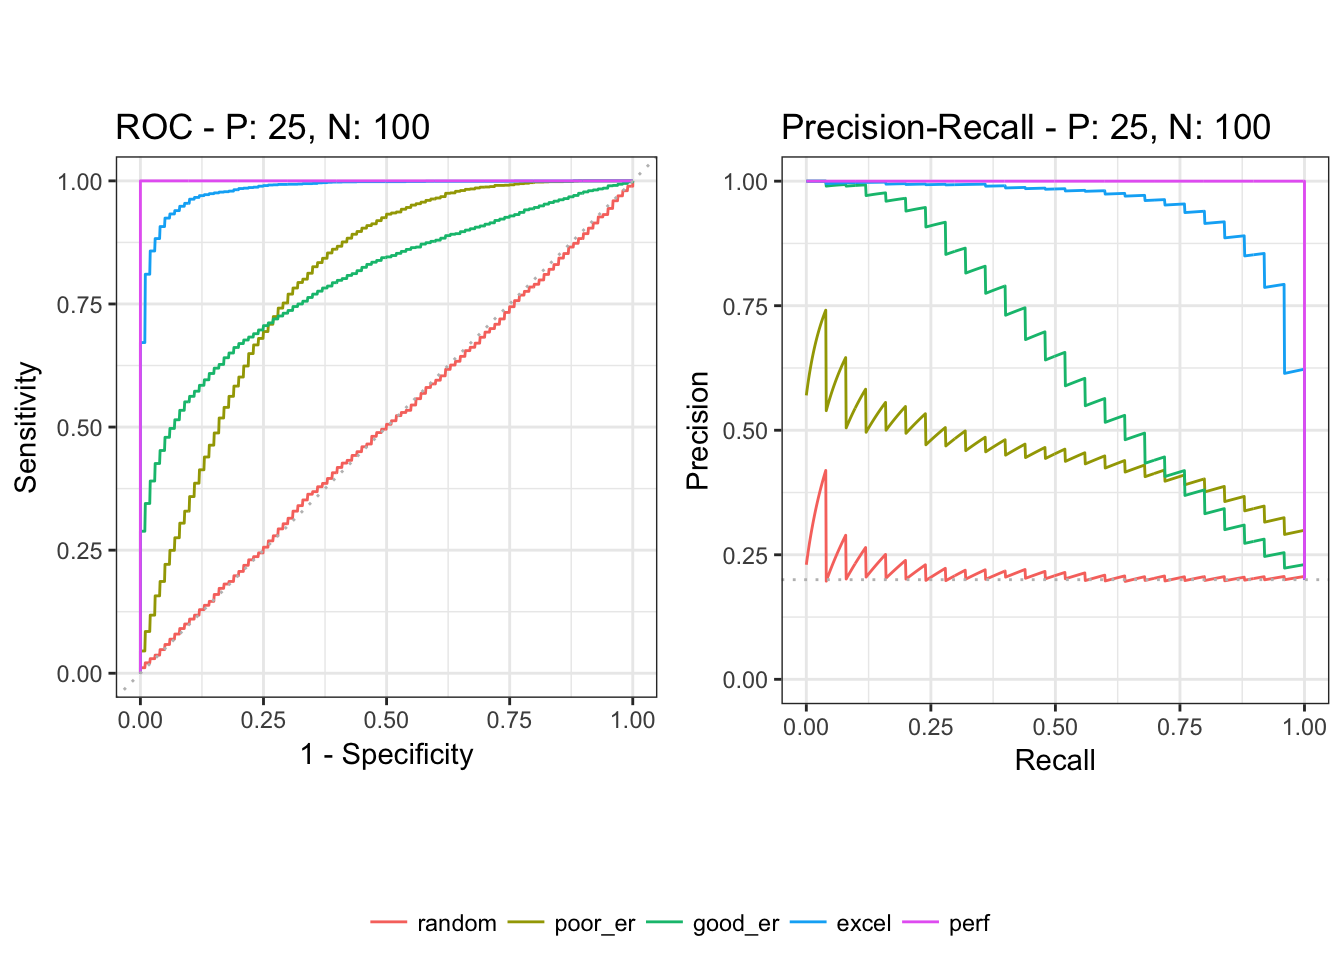 ROC - P: 25, N: 100
Sensitivity
1.00
0.75
0.50
0.25
0.00
0.00 0.25 0.50 0.75 1.00
1 - Specificity
Precision-Recall - P: 25, N: 100
Precision
1.00
0.75
0.50
0.25
0.00
0.00 0.25 0.50 0.75 1.00
Recall
random poor_er good_er excel perf